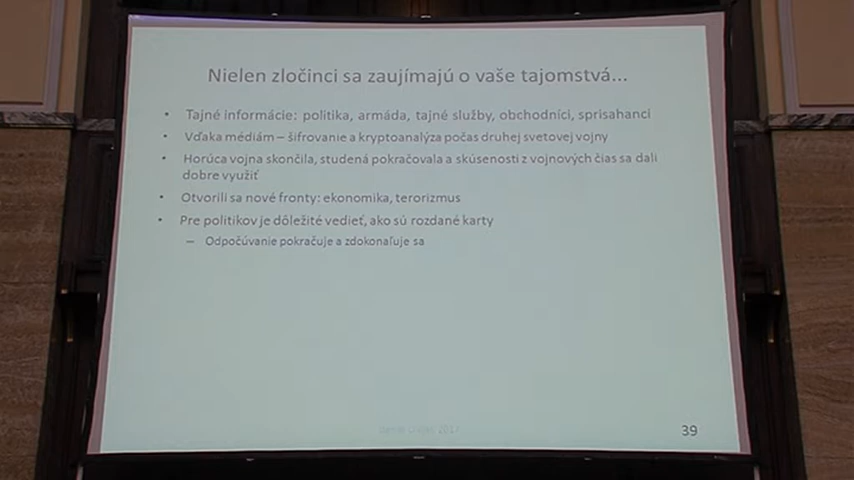 Nielen zločinci sa zaujímajú o vaše tajomstvá...
• Tajné informácie: politika, armáda, tajné služby, obchodníci, sprisahanci
• Vďaka médiám – šifrovanie a kryptoanalýza počas druhej svetovej vojny
• Horúca vojna skončila, studená pokračovala a skúsenosti z vojnových čias sa dali
dobre využiť
• Otvorili sa nové fronty: ekonomika, terorizmus
• Pre politikov je dôležité vedieť, ako sú rozdané karty
– Odpočúvanie pokračuje a zdokonaľuje sa
39